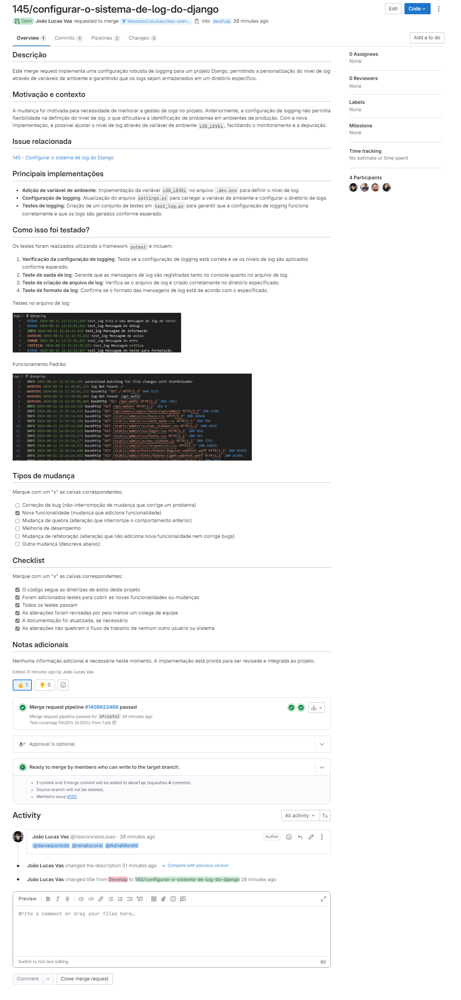 145/configurar-o-sistema-de-log-do-django
Edit
Code
Open João Lucas Vas requested to merge VasconcelosJoao/mec-ener… into develop 39 minutes ago
Overview 1
Commits 4
Pipelines 2
Changes 3
Add a to do
Descrição
Este merge request implementa uma configuração robusta de logging para um projeto Django, permitindo a personalização do nível de log
através de variáveis de ambiente e garantindo que os logs sejam armazenados em um diretório específico.
Motivação e contexto
A mudança foi motivada pela necessidade de melhorar a gestão de logs no projeto. Anteriormente, a configuração de logging não permitia
flexibilidade na definição do nível de log, o que dificultava a identificação de problemas em ambientes de produção. Com a nova
implementação, é possível ajustar o nível de log através da variável de ambiente LOG_LEVEL, facilitando o monitoramento e a depuração.
Issue relacionada
145 - Configurar o sistema de log do Django
Principais implementações
• Adição de variável de ambiente: Implementação da variável LOG_LEVEL no arquivo .dev.env para definir o nível de log.
• Configuração de logging: Atualização do arquivo settings.py para carregar a variável de ambiente e configurar o diretório de logs.
• Testes de logging: Criação de um conjunto de testes em test_log.py para garantir que a configuração de logging funciona
corretamente e que os logs são gerados conforme esperado.
Como isso foi testado?
Os testes foram realizados utilizando o framework pytest e incluem:
1. Verificação da configuração de logging: Testa se a configuração de logging está correta e se os níveis de log são aplicados
conforme esperado.
2. Teste de saída de log: Garante que as mensagens de log são registradas tanto no console quanto no arquivo de log.
3. Teste de criação de arquivo de log: Verifica se o arquivo de log é criado corretamente no diretório especificado.
4. Teste de formato de log: Confirma se o formato das mensagens de log está de acordo com o especificado.
Testes no arquivo de log:
logs > django.log
1 DEBUG 2024-08-11 12:22:45,828 test_log Esta é uma mensagem de log de teste.
2 DEBUG 2024-08-11 12:22:45,832 test_log Mensagem de debug
3 INFO 2024-08-11 12:22:45,832 test_log Mensagem de informação
4 WARNING 2024-08-11 12:22:45,833 test_log Mensagem de aviso
5 ERROR 2024-08-11 12:22:45,833 test_log Mensagem de erro
6 CRITICAL 2024-08-11 12:22:45,833 test_log Mensagem crítica
7 DEBUG 2024-08-11 12:22:45,847 test_log Mensagem de teste para formatação.
Funcionamento Padrão:
logs > django.log
1 INFO 2024-08-11 11:24:49,426 autoreload Watching for file changes with StatReloader
2 WARNING 2024-08-11 11:26:01,152 log Not Found: /
3 WARNING 2024-08-11 11:26:01,152 basehttp "GET / HTTP/1.1" 404 3123
4 WARNING 2024-08-11 11:26:06,804 log Not Found: /api-auth/
5 WARNING 2024-08-11 11:26:06,804 basehttp "GET /api-auth/ HTTP/1.1" 404 3413
6 INFO 2024-08-11 11:26:14,519 basehttp "GET /api/admin/ HTTP/1.1" 302 0
7 INFO 2024-08-11 11:26:14,535 basehttp "GET /api/admin/login/?next=/api/admin/ HTTP/1.1" 200 2248
8 INFO 2024-08-11 11:26:14,565 basehttp "GET /static/admin/css/base.css HTTP/1.1" 200 20344
9 INFO 2024-08-11 11:26:14,568 basehttp "GET /static/admin/css/dark_mode.css HTTP/1.1" 200 796
10 INFO 2024-08-11 11:26:14,569 basehttp "GET /static/admin/css/nav_sidebar.css HTTP/1.1" 200 2619
11 INFO 2024-08-11 11:26:14,572 basehttp "GET /static/admin/css/login.css HTTP/1.1" 200 958
12 INFO 2024-08-11 11:26:14,572 basehttp "GET /static/admin/css/fonts.css HTTP/1.1" 200 423
13 INFO 2024-08-11 11:26:14,573 basehttp "GET /static/admin/js/nav_sidebar.js HTTP/1.1" 200 3763
14 INFO 2024-08-11 11:26:14,573 basehttp "GET /static/admin/css/responsive.css HTTP/1.1" 200 18854
15 INFO 2024-08-11 11:26:14,640 basehttp "GET /static/admin/fonts/Roboto-Regular-webfont.woff HTTP/1.1" 200 85876
16 INFO 2024-08-11 11:26:14,643 basehttp "GET /static/admin/fonts/Roboto-Light-webfont.woff HTTP/1.1" 200 85692
Tipos de mudança
Marque com um "x" as caixas correspondentes:
Correção de bug (não-interrompção de mudança que corrige um problema)
Nova funcionalidade (mudança que adiciona funcionalidade)
Mudança de quebra (alteração que interrompe o comportamento anterior)
Melhoria de desempenho
Mudança de refatoração (alteração que não adiciona nova funcionalidade nem corrige bugs)
Outra mudança (descreva abaixo):
Checklist
Marque com um "x" as caixas correspondentes:
O código segue as diretrizes de estilo deste projeto
Foram adicionados testes para cobrir as novas funcionalidades ou mudanças
Todos os testes passam
As alterações foram revisadas por pelo menos um colega de equipe
A documentação foi atualizada, se necessário
As alterações não quebram o fluxo de trabalho de nenhum outro usuário ou sistema
Notas adicionais
Nenhuma informação adicional é necessária neste momento. A implementação está pronta para ser revisada e integrada ao projeto.
Edited 31 minutes ago by João Lucas Vas
1
0
Merge request pipeline #1408923468 passed
Merge request pipeline passed for dfc6a9a3 36 minutes ago
Test coverage 59.00% (0.00%) from 1 job
Approval is optional
Ready to merge by members who can write to the target branch.
• 1 commit and 1 merge commit will be added to develop (squashes 4 commits).
• Source branch will not be deleted.
• Mentions issue #145
Activity
All activity
João Lucas Vas @VasconcelosJoao · 38 minutes ago
Author
@danielportods @renatocoral @AdneMoretti
João Lucas Vas changed the description 31 minutes ago Compare with previous version
João Lucas Vas changed title from Develop to 145/configurar-o-sistema-de-log-do-django 28 minutes ago
Preview
Write a comment or drag your files here…
Switch to rich text editing
Comment
Close merge request
0 Assignees
None
0 Reviewers
None
Labels
None
Milestone
None
Time tracking
No estimate or time spent
4 Participants